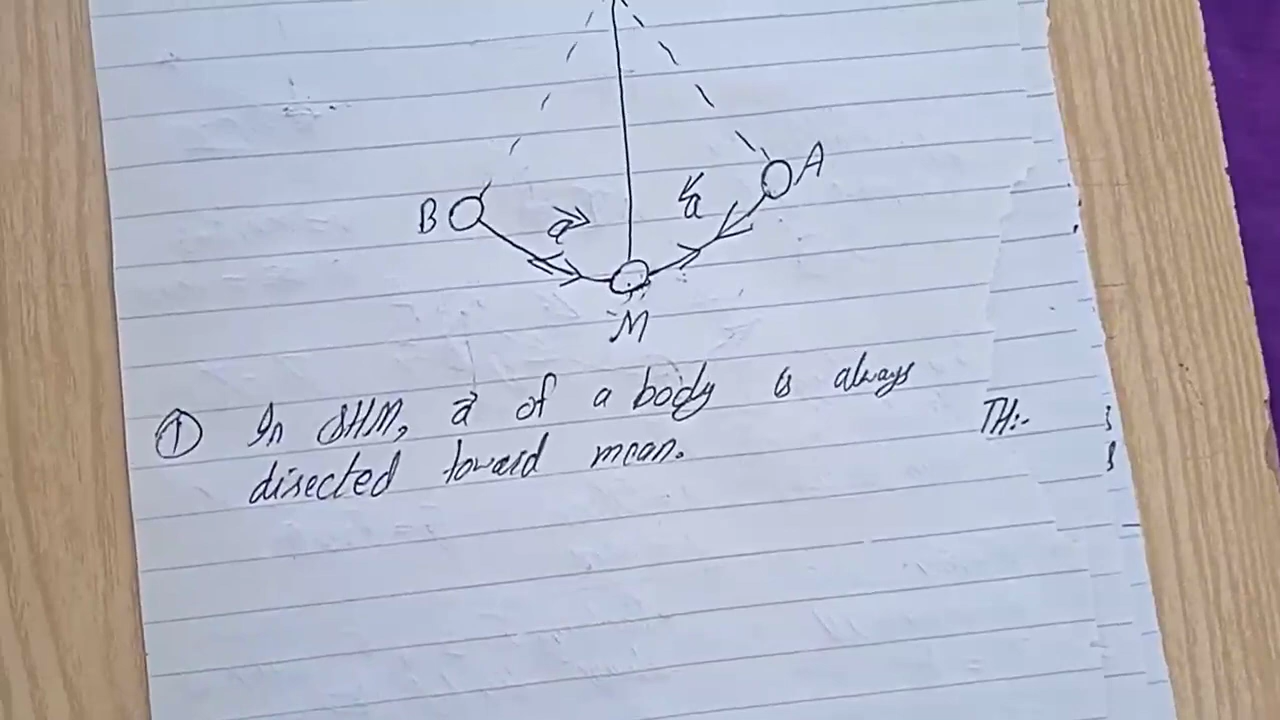 A
B
a
a
M
① In SHM, a of a body is always
directed toward mean.
TH:-